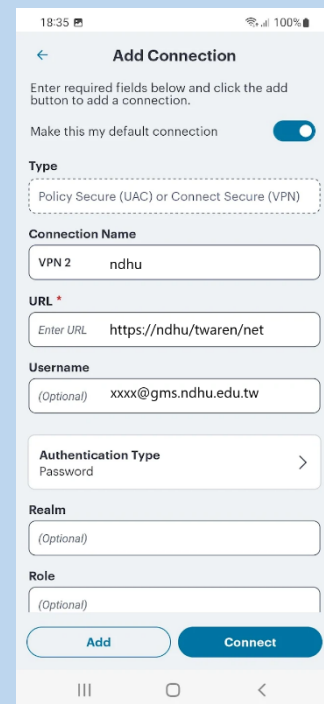 18:35 100%
Add Connection
Enter required fields below and click the add
button to add a connection.
Make this my default connection
Type
Policy Secure (UAC) or Connect Secure (VPN)
Connection Name
VPN 2 ndhu
URL *
Enter URL https://ndhu/twaren/net
Username
(Optional) xxxx@gms.ndhu.edu.tw
Authentication Type
Password
Realm
(Optional)
Role
(Optional)
Add Connect